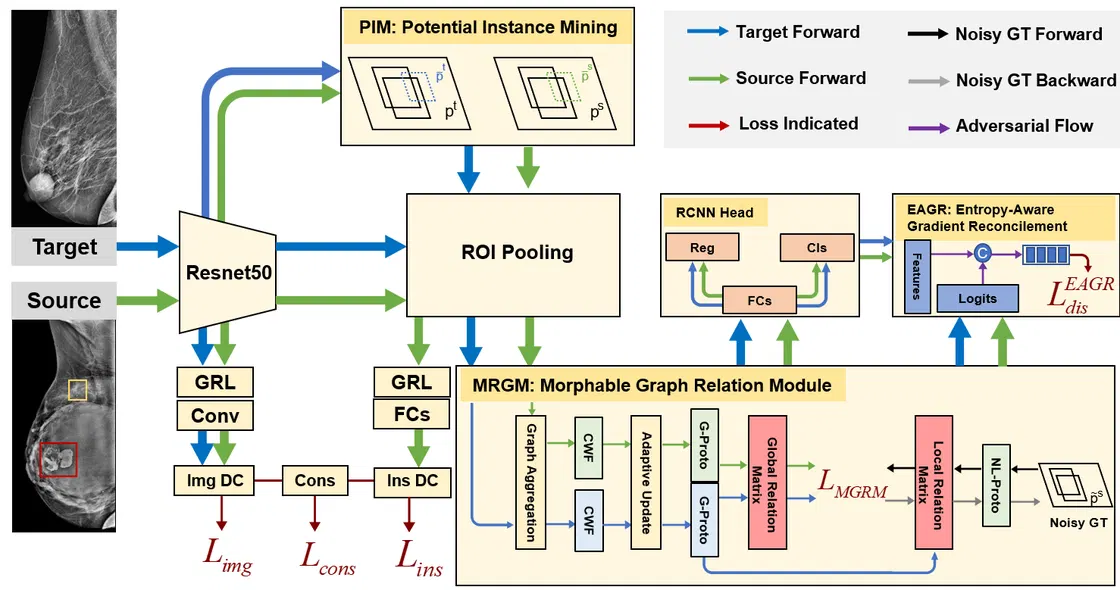 PIM: Potential Instance Mining
p̃ᵗ
pᵗ
p̃ˢ
pˢ
Target Forward
Source Forward
Loss Indicated
Noisy GT Forward
Noisy GT Backward
Adversarial Flow
Target
Source
Resnet50
ROI Pooling
RCNN Head
Reg
Cls
FCs
EAGR: Entropy-Aware
Gradient Reconcilement
Features
C
Logits
L_dis^EAGR
GRL
Conv
GRL
FCs
Img DC
Cons
Ins DC
L_img
L_cons
L_ins
MRGM: Morphable Graph Relation Module
Graph Aggregation
CWF
CWF
Adaptive Update
G-Proto
G-Proto
Global Relation
Matrix
L_MGRM
Local Relation
Matrix
NL-Proto
p̃ˢ
Noisy GT